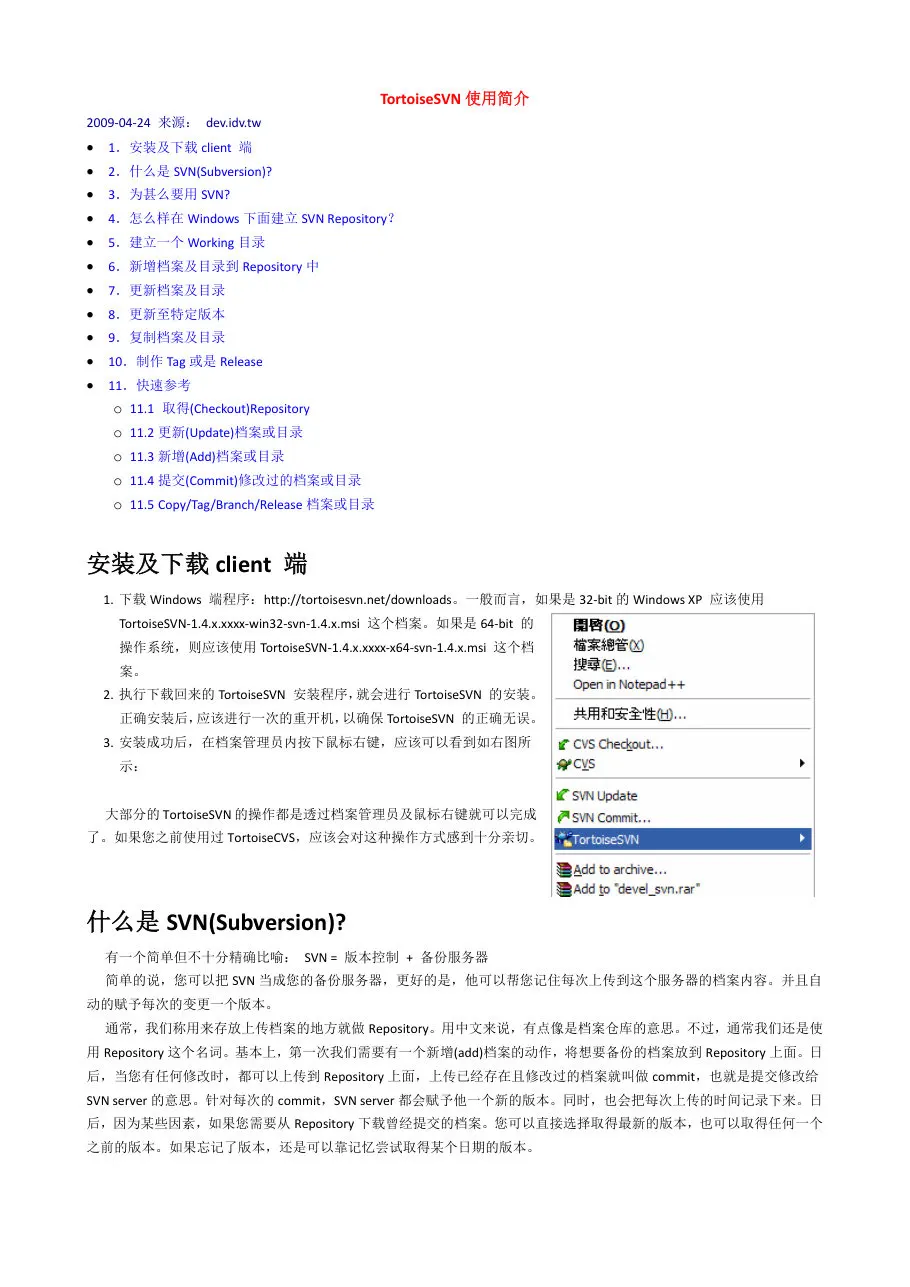 TortoiseSVN 使用简介
2009-04-24 来源： dev.idv.tw
• 1．安装及下载 client 端
• 2．什么是 SVN(Subversion)?
• 3．为甚么要用 SVN?
• 4．怎么样在 Windows 下面建立 SVN Repository？
• 5．建立一个 Working 目录
• 6．新增档案及目录到 Repository 中
• 7．更新档案及目录
• 8．更新至特定版本
• 9．复制档案及目录
• 10．制作 Tag 或是 Release
• 11．快速参考
o 11.1 取得(Checkout)Repository
o 11.2 更新(Update)档案或目录
o 11.3 新增(Add)档案或目录
o 11.4 提交(Commit)修改过的档案或目录
o 11.5 Copy/Tag/Branch/Release 档案或目录
安装及下载 client 端
1. 下载 Windows 端程序：http://tortoisesvn.net/downloads。一般而言，如果是 32-bit 的 Windows XP 应该使用
TortoiseSVN-1.4.x.xxxx-win32-svn-1.4.x.msi 这个档案。如果是 64-bit 的
操作系统，则应该使用 TortoiseSVN-1.4.x.xxxx-x64-svn-1.4.x.msi 这个档
案。
2. 执行下载回来的 TortoiseSVN 安装程序，就会进行 TortoiseSVN 的安装。
正确安装后，应该进行一次的重开机，以确保 TortoiseSVN 的正确无误。
3. 安装成功后，在档案管理员内按下鼠标右键，应该可以看到如右图所
示：
大部分的 TortoiseSVN 的操作都是透过档案管理员及鼠标右键就可以完成
了。如果您之前使用过 TortoiseCVS，应该会对这种操作方式感到十分亲切。
開啓(O)
檔案總管(X)
搜尋(E)...
Open in Notepad++
共用和安全性(H)...
CVS Checkout...
CVS
SVN Update
SVN Commit...
TortoiseSVN
Add to archive...
Add to "devel_svn.rar"
什么是 SVN(Subversion)?
有一个简单但不十分精确比喻： SVN = 版本控制 + 备份服务器
简单的说，您可以把 SVN 当成您的备份服务器，更好的是，他可以帮您记住每次上传到这个服务器的档案内容。并且自
动的赋予每次的变更一个版本。
通常，我们称用来存放上传档案的地方就做 Repository。用中文来说，有点像是档案仓库的意思。不过，通常我们还是使
用 Repository 这个名词。基本上，第一次我们需要有一个新增(add)档案的动作，将想要备份的档案放到 Repository 上面。日
后，当您有任何修改时，都可以上传到 Repository 上面，上传已经存在且修改过的档案就叫做 commit，也就是提交修改给
SVN server 的意思。针对每次的 commit，SVN server 都会赋予他一个新的版本。同时，也会把每次上传的时间记录下来。日
后，因为某些因素，如果您需要从 Repository 下载曾经提交的档案。您可以直接选择取得最新的版本，也可以取得任何一个
之前的版本。如果忘记了版本，还是可以靠记忆尝试取得某个日期的版本。